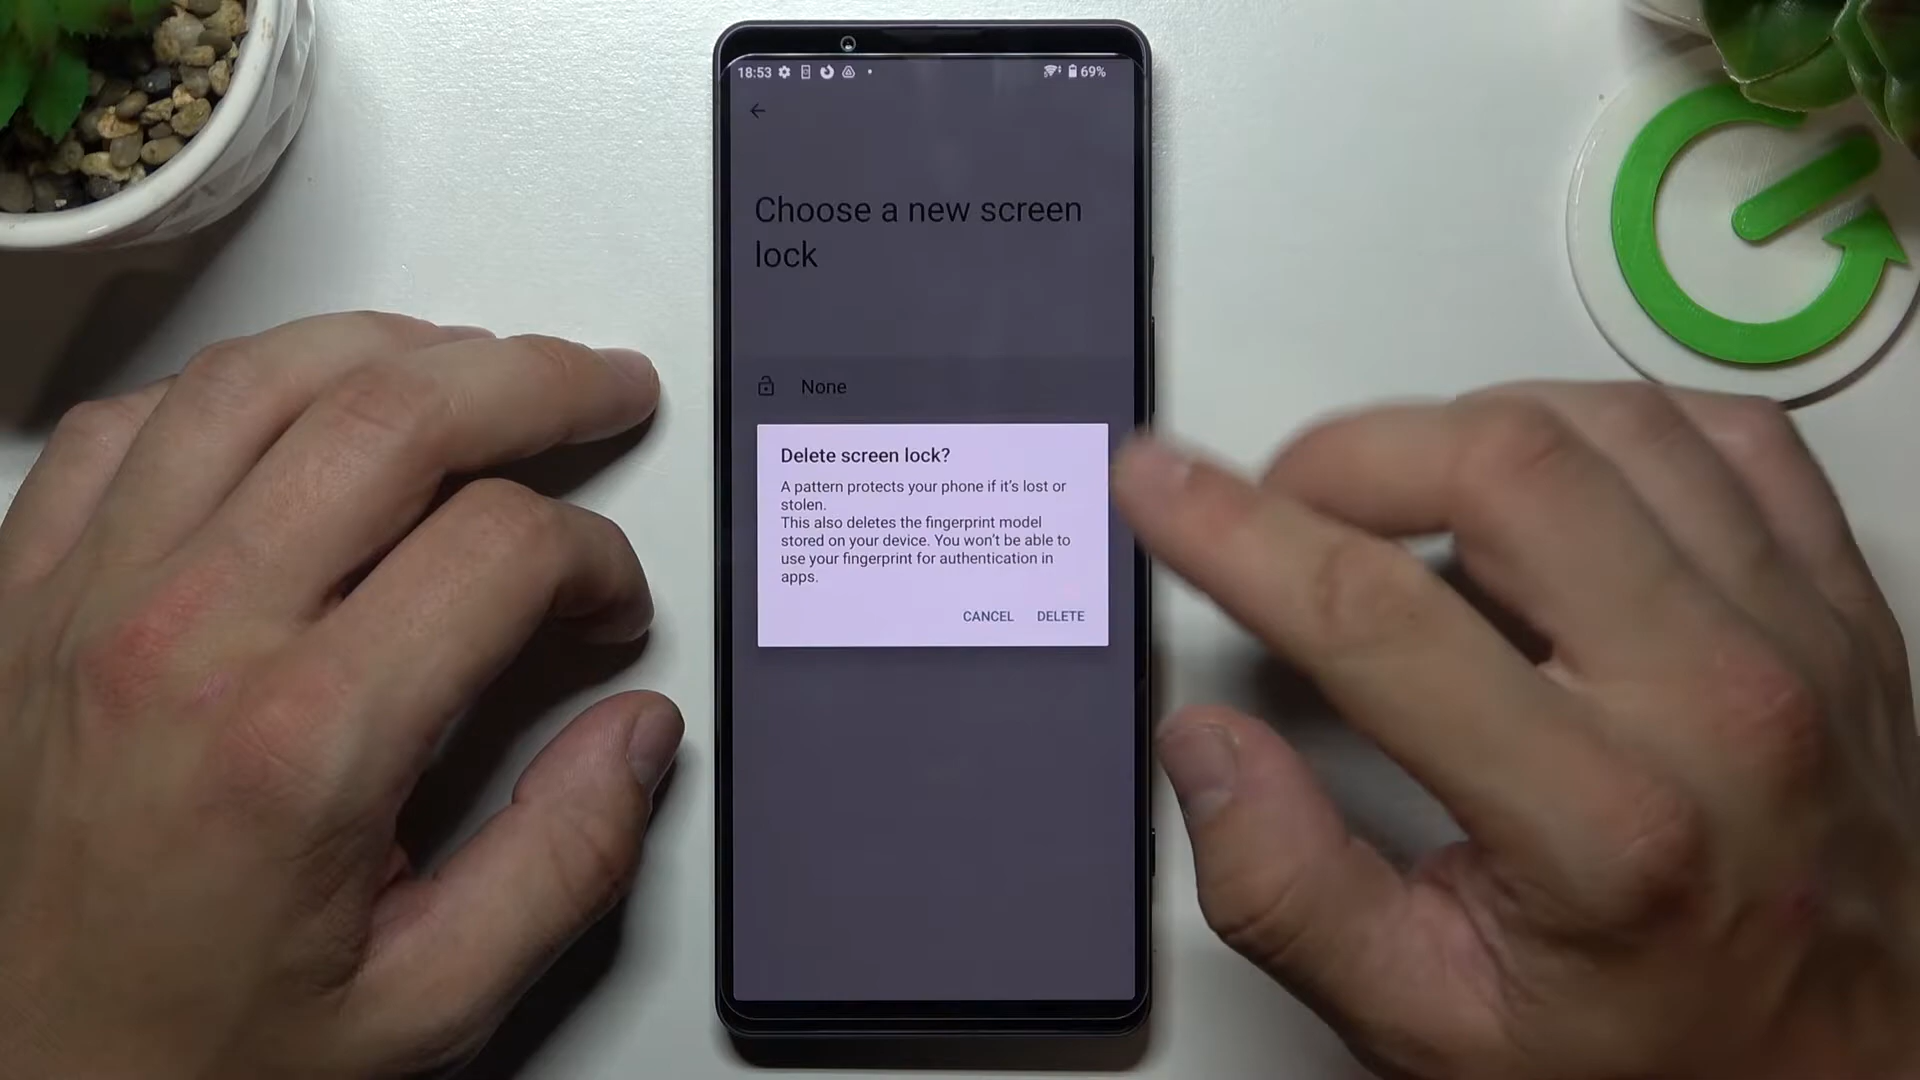 18:53 69%
Choose a new screen
lock
None
Delete screen lock?
A pattern protects your phone if it's lost or
stolen.
This also deletes the fingerprint model
stored on your device. You won't be able to
use your fingerprint for authentication in
apps.
CANCEL DELETE